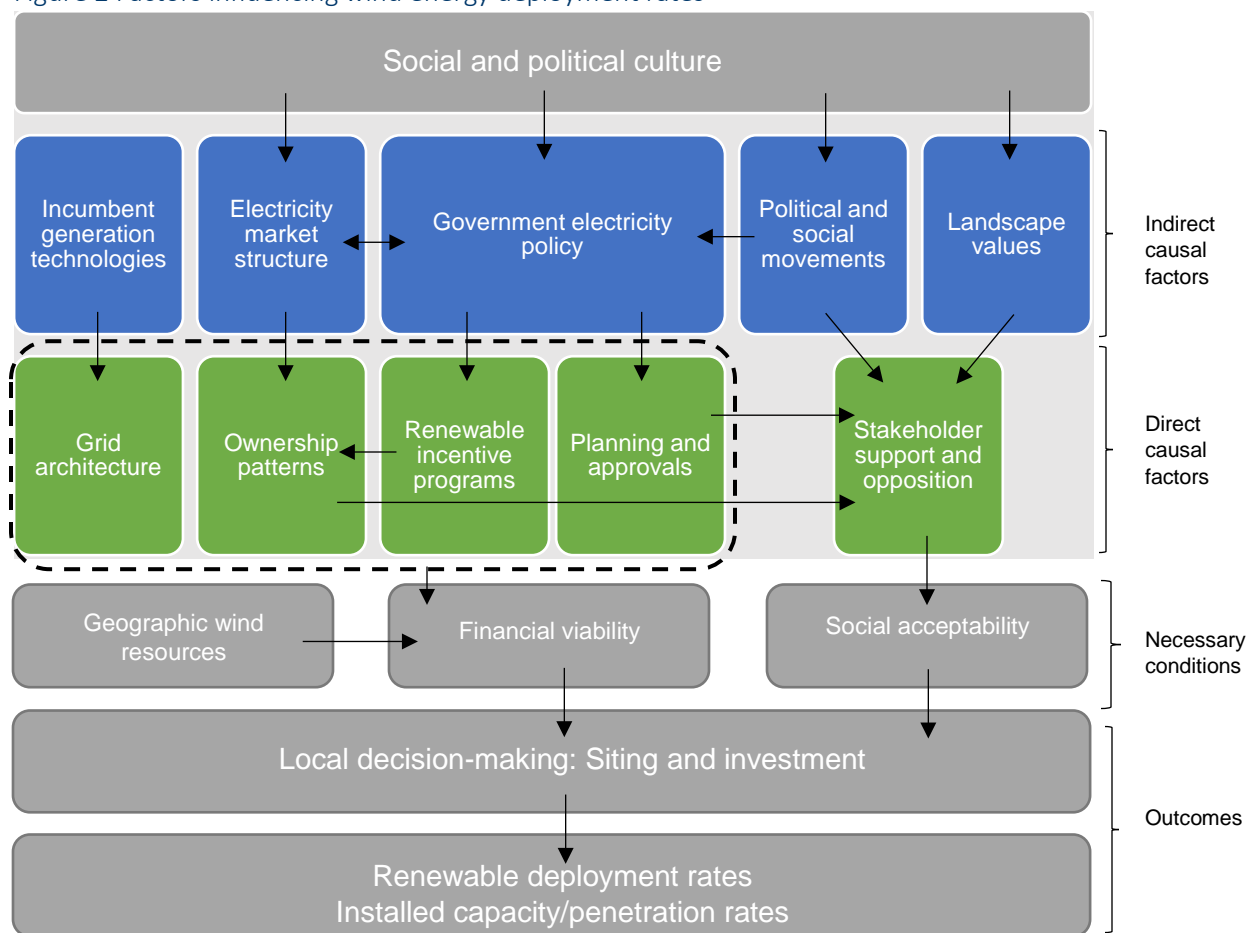 Social and political culture
Incumbent
generation
technologies
Electricity
market
structure
Government electricity
policy
Political and
social
movements
Landscape
values
Indirect
causal
factors
Grid
architecture
Ownership
patterns
Renewable
incentive
programs
Planning and
approvals
Stakeholder
support and
opposition
Direct
causal
factors
Geographic wind
resources
Financial viability
Social acceptability
Necessary
conditions
Local decision-making: Siting and investment
Outcomes
Renewable deployment rates
Installed capacity/penetration rates